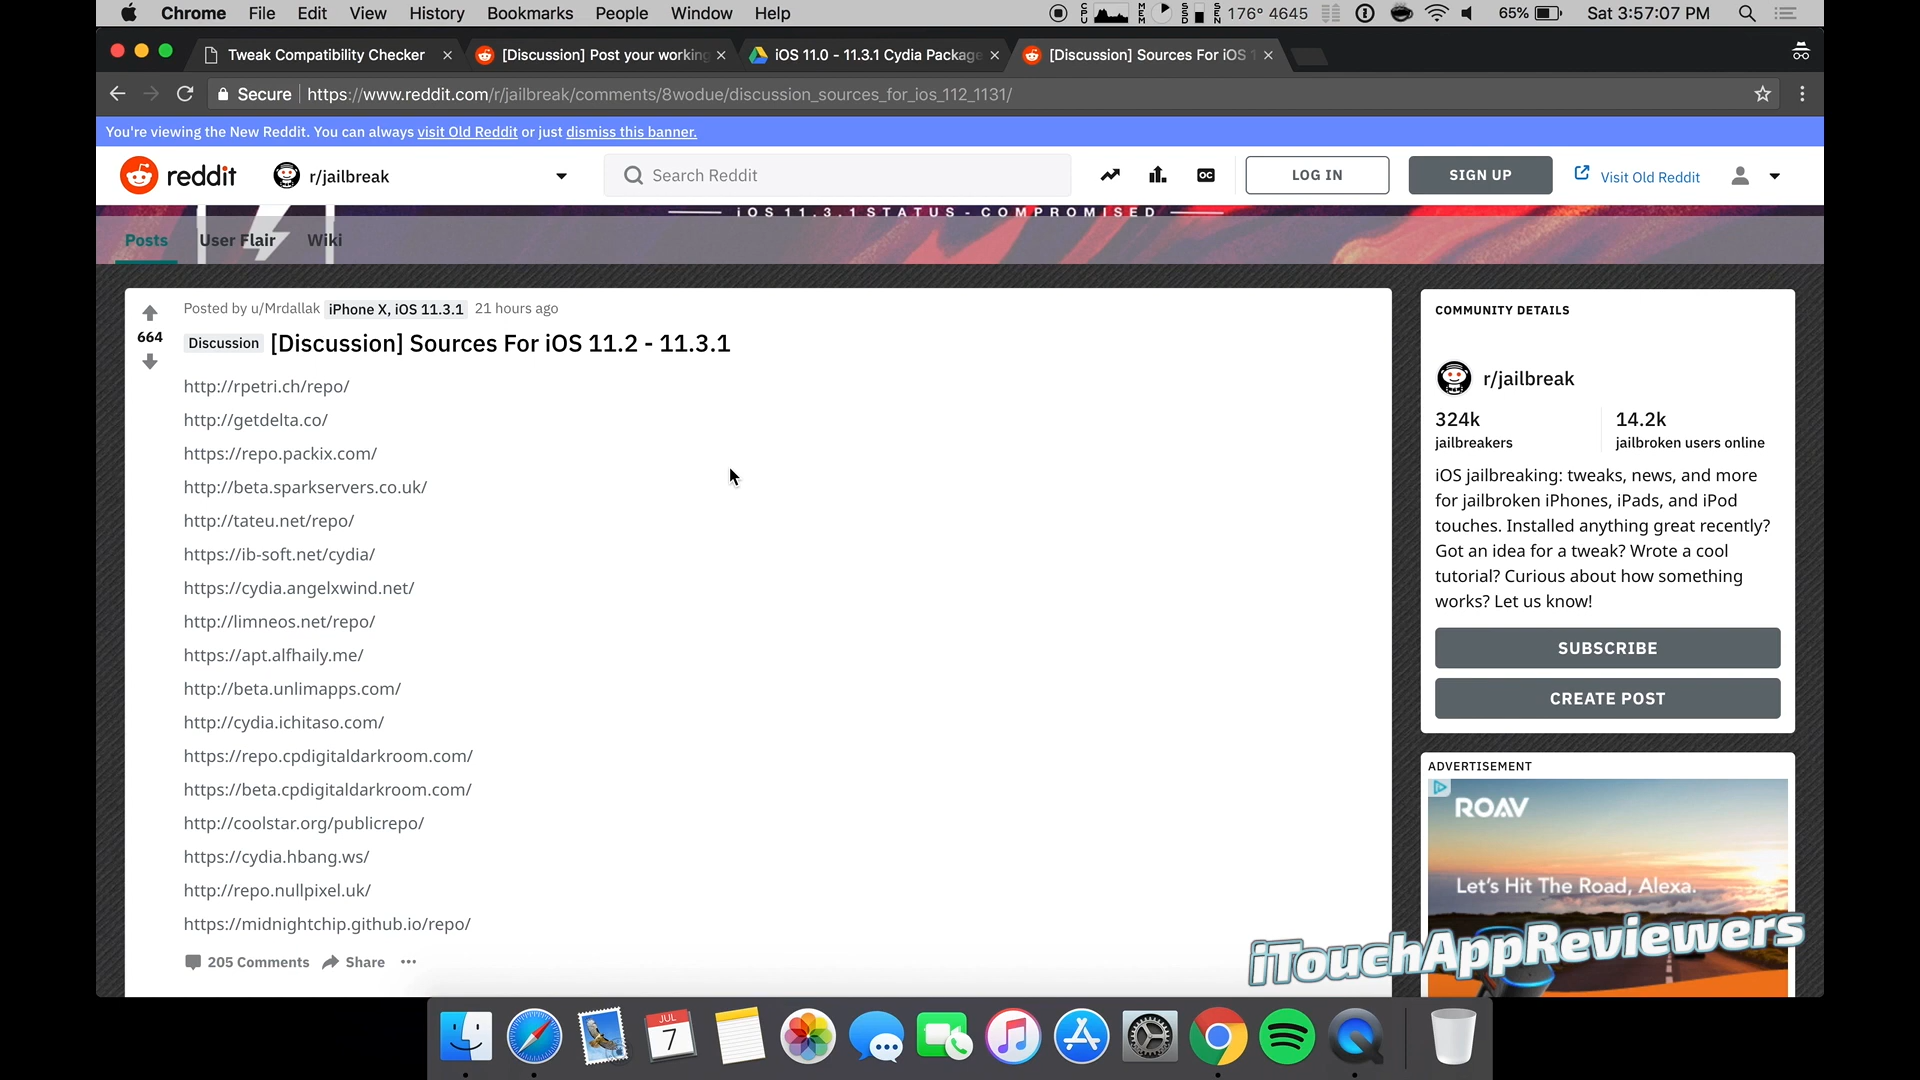 Chrome File Edit View History Bookmarks People Window Help
CPU MEM SSD SEN 176° 4645 65% Sat 3:57:07 PM
Tweak Compatibility Checker
[Discussion] Post your working
iOS 11.0 - 11.3.1 Cydia Package
[Discussion] Sources For iOS 1
Secure https://www.reddit.com/r/jailbreak/comments/8wodue/discussion_sources_for_ios_112_1131/
You're viewing the New Reddit. You can always visit Old Reddit or just dismiss this banner.
reddit r/jailbreak Search Reddit OC LOG IN SIGN UP Visit Old Reddit
iOS 11.3.1 STATUS - COMPROMISED
Posts User Flair Wiki
Posted by u/Mrdallak iPhone X, iOS 11.3.1 21 hours ago
664
Discussion [Discussion] Sources For iOS 11.2 - 11.3.1
http://rpetri.ch/repo/
http://getdelta.co/
https://repo.packix.com/
http://beta.sparkservers.co.uk/
http://tateu.net/repo/
https://ib-soft.net/cydia/
https://cydia.angelxwind.net/
http://limneos.net/repo/
https://apt.alfhaily.me/
http://beta.unlimapps.com/
http://cydia.ichitaso.com/
https://repo.cpdigitaldarkroom.com/
https://beta.cpdigitaldarkroom.com/
http://coolstar.org/publicrepo/
https://cydia.hbang.ws/
http://repo.nullpixel.uk/
https://midnightchip.github.io/repo/
205 Comments Share
COMMUNITY DETAILS
r/jailbreak
324k 14.2k
jailbreakers jailbroken users online
iOS jailbreaking: tweaks, news, and more
for jailbroken iPhones, iPads, and iPod
touches. Installed anything great recently?
Got an idea for a tweak? Wrote a cool
tutorial? Curious about how something
works? Let us know!
SUBSCRIBE
CREATE POST
ADVERTISEMENT
ROAV
Let's Hit The Road, Alexa.
iTouchAppReviewers
JUL
7